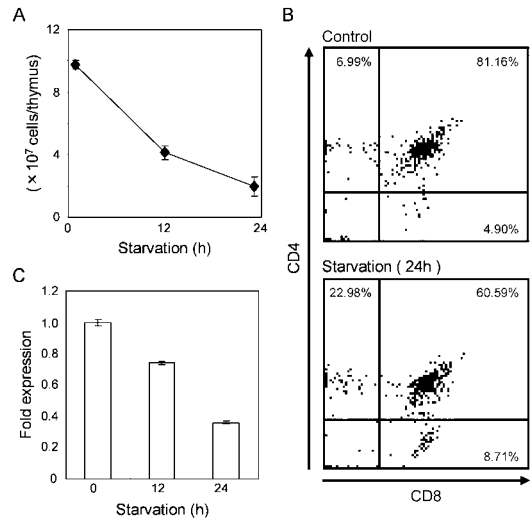 A
12
8
4
0
( × 10⁷ cells/thymus)
0
12
24
Starvation (h)
B
Control
6.99%
81.16%
4.90%
Starvation ( 24h )
22.98%
60.59%
8.71%
CD4
CD8
C
1.2
1.0
0.8
0.6
0.4
0.2
0
Fold expression
0
12
24
Starvation (h)